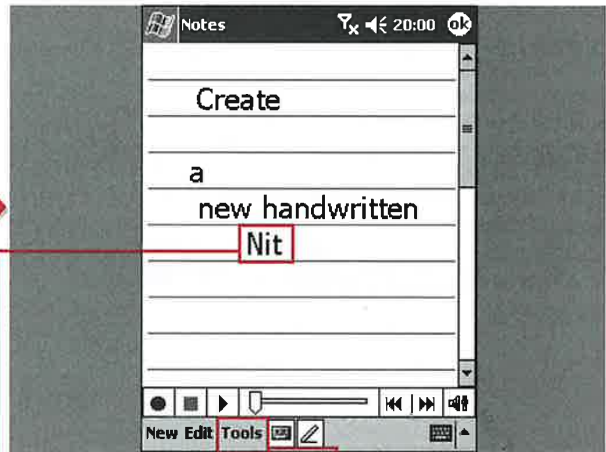 Notes 20:00 ok
Create
a
new handwritten
Nit
New Edit Tools